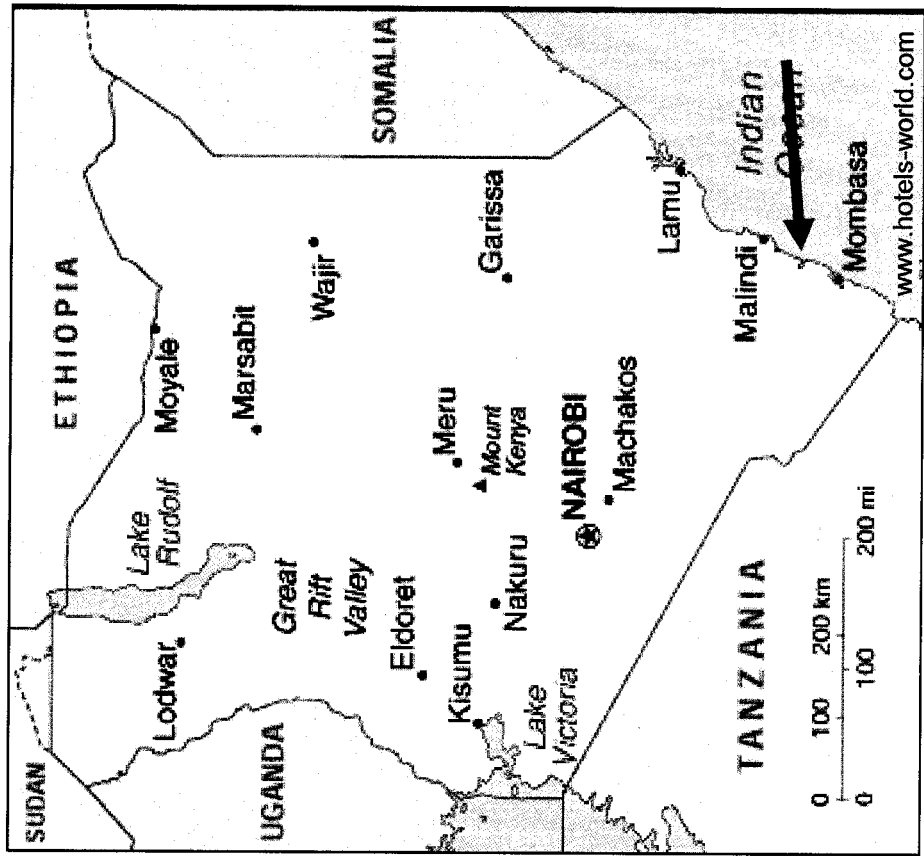 SUDAN
ETHIOPIA
Lake
Rudolf
Lodwar
Moyale
Marsabit
UGANDA
Great
Rift
Valley
Wajir
SOMALIA
Eldoret
Meru
Kisumu
Mount
Kenya
Garissa
Nakuru
Lake
Victoria
NAIROBI
Machakos
Lamu
Malindi
Indian
Ocean
TANZANIA
Mombasa
0 100 200 km
0 100 200 mi
www.hotels-world.com